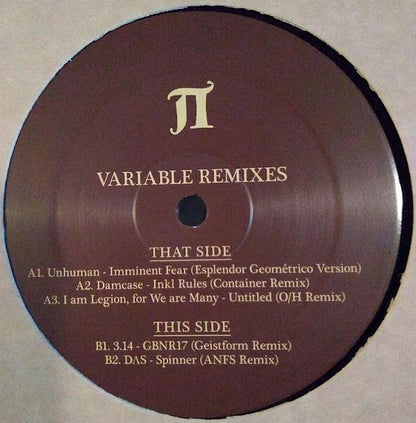 П
VARIABLE REMIXES
THAT SIDE
A1. Unhuman - Imminent Fear (Esplendor Geométrico Version)
A2. Damcase - Inkl Rules (Container Remix)
A3. I am Legion, for We are Many - Untitled (O/H Remix)
THIS SIDE
B1. 3.14 - GBNR17 (Geistform Remix)
B2. DΛS - Spinner (ANFS Remix)